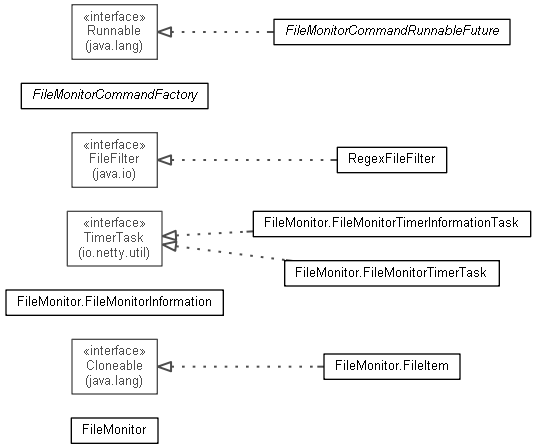 «interface»
Runnable
(java.lang)
FileMonitorCommandRunnableFuture
FileMonitorCommandFactory
«interface»
FileFilter
(java.io)
RegexFileFilter
«interface»
TimerTask
(io.netty.util)
FileMonitor.FileMonitorTimerInformationTask
FileMonitor.FileMonitorTimerTask
FileMonitor.FileMonitorInformation
«interface»
Cloneable
(java.lang)
FileMonitor.FileItem
FileMonitor